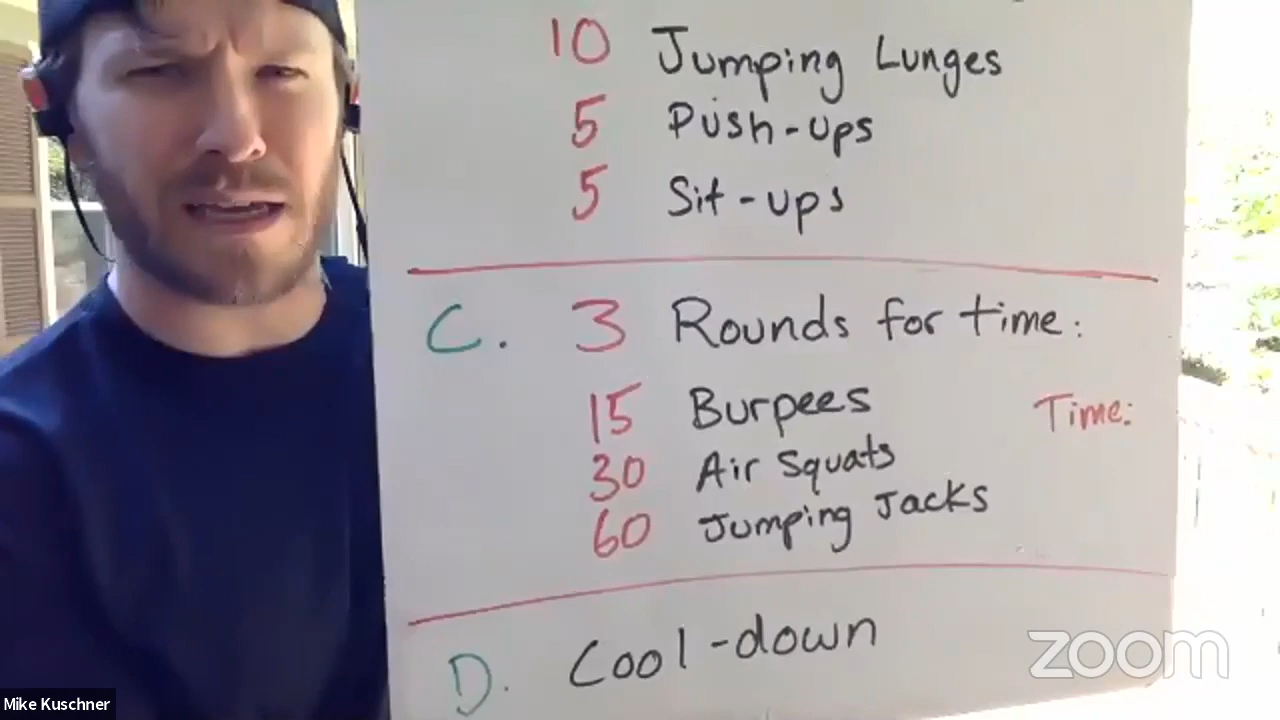 10 Jumping Lunges
5 Push-ups
5 Sit-ups
C. 3 Rounds for time:
15 Burpees
Time:
30 Air Squats
60 Jumping Jacks
D. Cool-down
zoom
Mike Kuschner